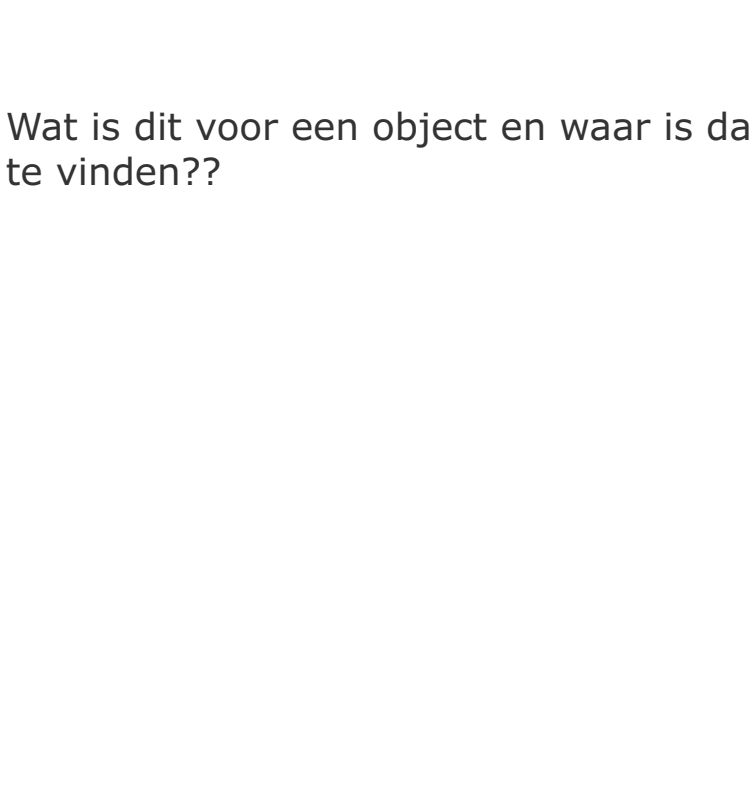 Wat is dit voor een object en waar is da
te vinden??